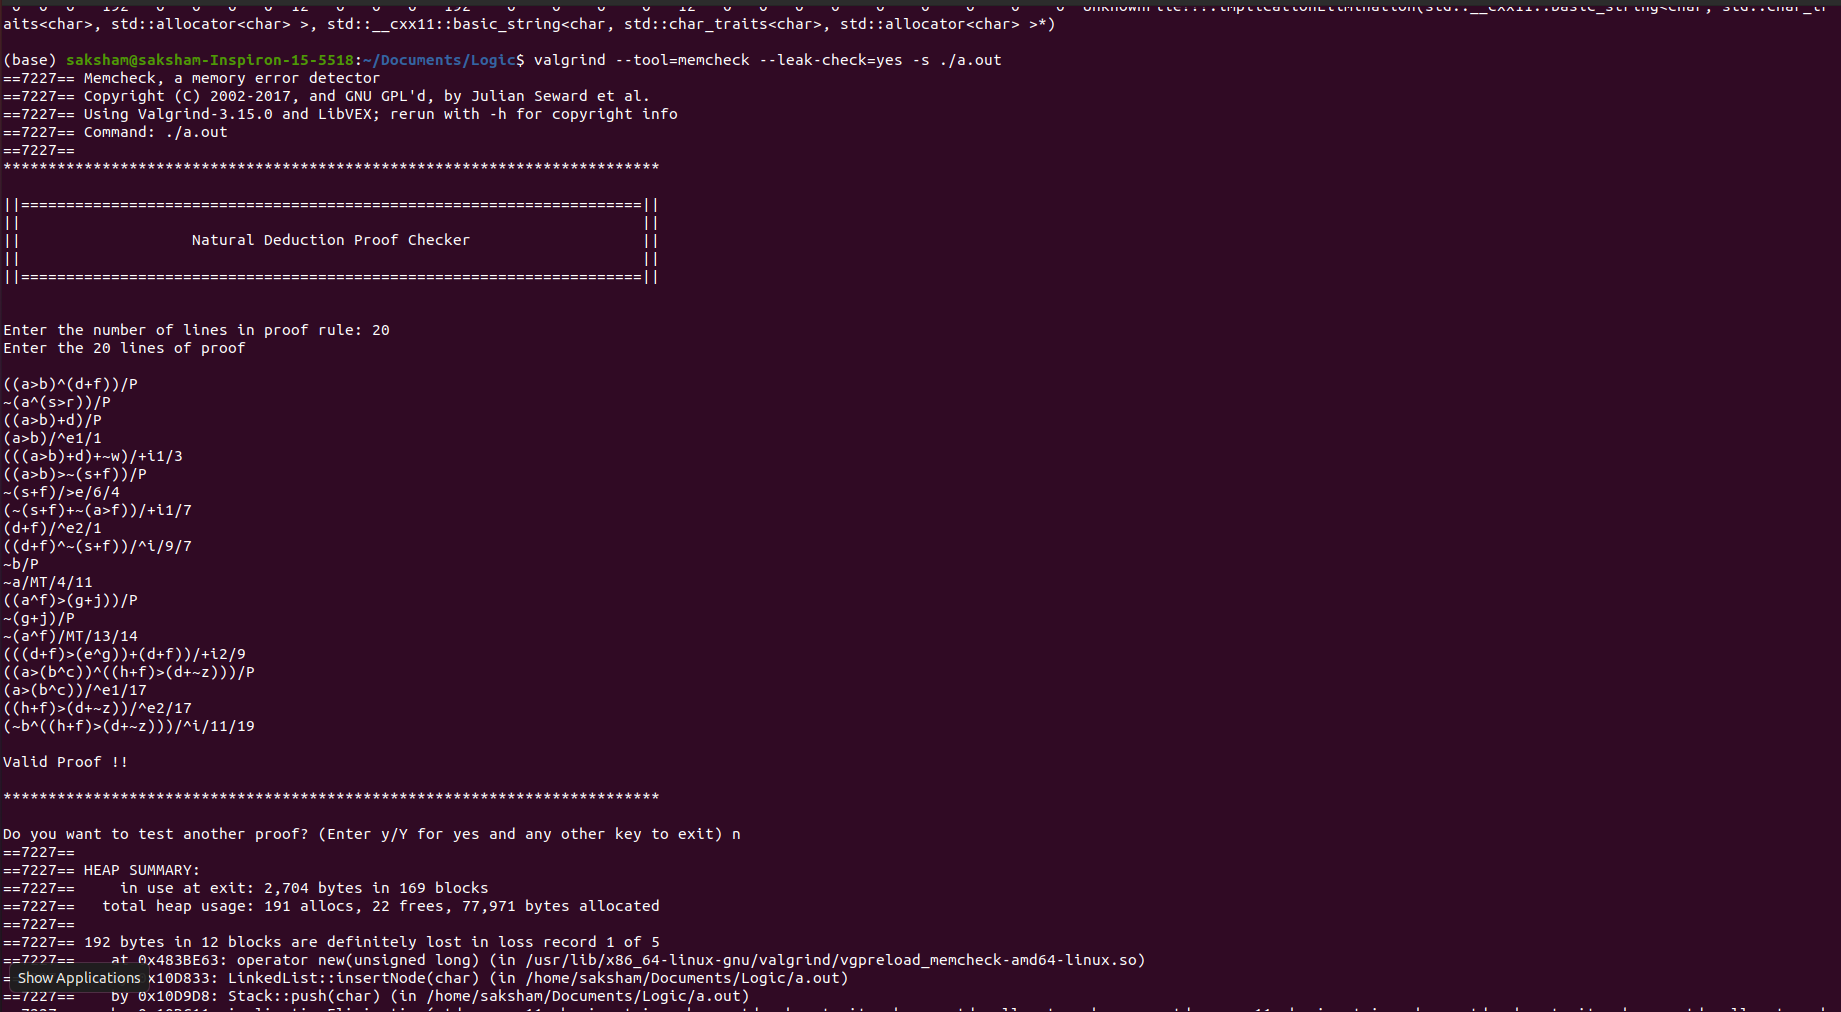 aits<char>, std::allocator<char> >, std::__cxx11::basic_string<char, std::char_traits<char>, std::allocator<char> >*)
(base) saksham@saksham-Inspiron-15-5518:~/Documents/Logic$ valgrind --tool=memcheck --leak-check=yes -s ./a.out
==7227== Memcheck, a memory error detector
==7227== Copyright (C) 2002-2017, and GNU GPL'd, by Julian Seward et al.
==7227== Using Valgrind-3.15.0 and LibVEX; rerun with -h for copyright info
==7227== Command: ./a.out
==7227==
*************************************************************************
||=====================================================================||
|| ||
|| Natural Deduction Proof Checker ||
|| ||
||=====================================================================||
Enter the number of lines in proof rule: 20
Enter the 20 lines of proof
((a>b)^(d+f))/P
~(a^(s>r))/P
((a>b)+d)/P
(a>b)/^e1/1
(((a>b)+d)+~w)/+i1/3
((a>b)>~(s+f))/P
~(s+f)/>e/6/4
(~(s+f)+~(a>f))/+i1/7
(d+f)/^e2/1
((d+f)^~(s+f))/^i/9/7
~b/P
~a/MT/4/11
((a^f)>(g+j))/P
~(g+j)/P
~(a^f)/MT/13/14
(((d+f)>(e^g))+(d+f))/+i2/9
((a>(b^c))^((h+f)>(d+~z)))/P
(a>(b^c))/^e1/17
((h+f)>(d+~z))/^e2/17
(~b^((h+f)>(d+~z)))/^i/11/19
Valid Proof !!
*************************************************************************
Do you want to test another proof? (Enter y/Y for yes and any other key to exit) n
==7227==
==7227== HEAP SUMMARY:
==7227== in use at exit: 2,704 bytes in 169 blocks
==7227== total heap usage: 191 allocs, 22 frees, 77,971 bytes allocated
==7227==
==7227== 192 bytes in 12 blocks are definitely lost in loss record 1 of 5
==7227== at 0x483BE63: operator new(unsigned long) (in /usr/lib/x86_64-linux-gnu/valgrind/vgpreload_memcheck-amd64-linux.so)
Show Applications x10D833: LinkedList::insertNode(char) (in /home/saksham/Documents/Logic/a.out)
==7227== by 0x10D9D8: Stack::push(char) (in /home/saksham/Documents/Logic/a.out)